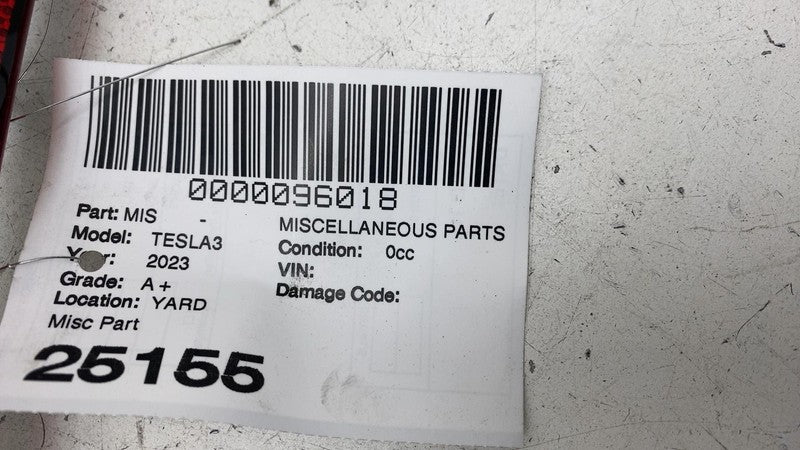 0000096018
Part: MIS - MISCELLANEOUS PARTS
Model: TESLA3 Condition: 0cc
2023 VIN:
Grade: A+ Damage Code:
Location: YARD
Misc Part
25155